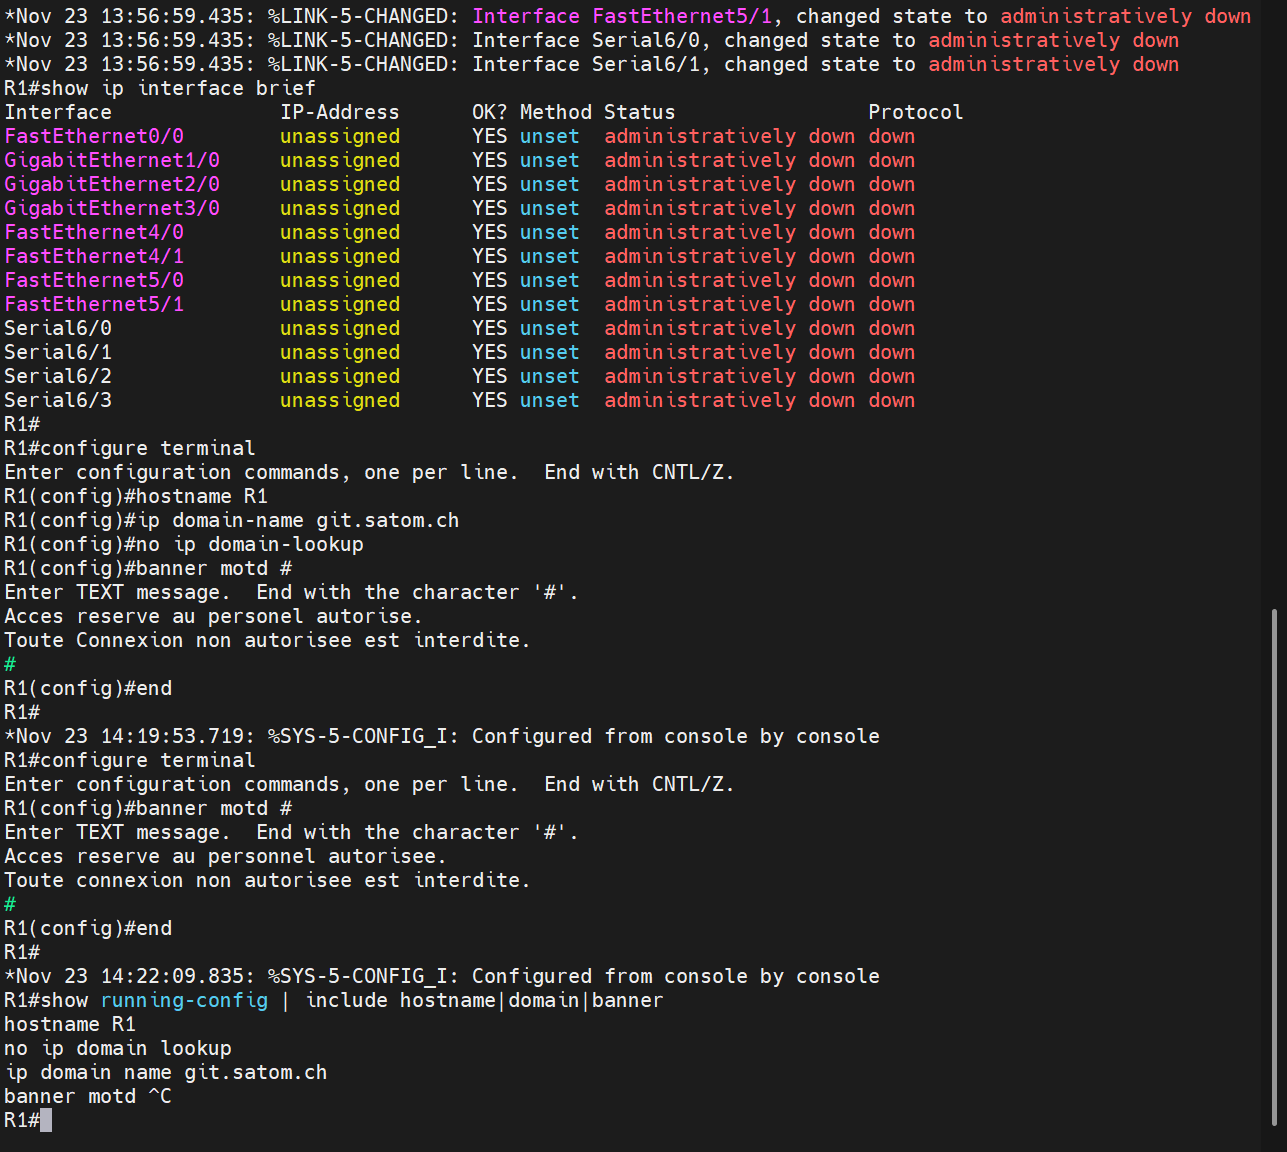 *Nov 23 13:56:59.435: %LINK-5-CHANGED: Interface FastEthernet5/1, changed state to administratively down
*Nov 23 13:56:59.435: %LINK-5-CHANGED: Interface Serial6/0, changed state to administratively down
*Nov 23 13:56:59.435: %LINK-5-CHANGED: Interface Serial6/1, changed state to administratively down
R1#show ip interface brief
Interface              IP-Address      OK? Method Status                Protocol
FastEthernet0/0        unassigned      YES unset  administratively down down
GigabitEthernet1/0     unassigned      YES unset  administratively down down
GigabitEthernet2/0     unassigned      YES unset  administratively down down
GigabitEthernet3/0     unassigned      YES unset  administratively down down
FastEthernet4/0        unassigned      YES unset  administratively down down
FastEthernet4/1        unassigned      YES unset  administratively down down
FastEthernet5/0        unassigned      YES unset  administratively down down
FastEthernet5/1        unassigned      YES unset  administratively down down
Serial6/0              unassigned      YES unset  administratively down down
Serial6/1              unassigned      YES unset  administratively down down
Serial6/2              unassigned      YES unset  administratively down down
Serial6/3              unassigned      YES unset  administratively down down
R1#
R1#configure terminal
Enter configuration commands, one per line.  End with CNTL/Z.
R1(config)#hostname R1
R1(config)#ip domain-name git.satom.ch
R1(config)#no ip domain-lookup
R1(config)#banner motd #
Enter TEXT message.  End with the character '#'.
Acces reserve au personel autorise.
Toute Connexion non autorisee est interdite.
#
R1(config)#end
R1#
*Nov 23 14:19:53.719: %SYS-5-CONFIG_I: Configured from console by console
R1#configure terminal
Enter configuration commands, one per line.  End with CNTL/Z.
R1(config)#banner motd #
Enter TEXT message.  End with the character '#'.
Acces reserve au personnel autorisee.
Toute connexion non autorisee est interdite.
#
R1(config)#end
R1#
*Nov 23 14:22:09.835: %SYS-5-CONFIG_I: Configured from console by console
R1#show running-config | include hostname|domain|banner
hostname R1
no ip domain lookup
ip domain name git.satom.ch
banner motd ^C
R1#